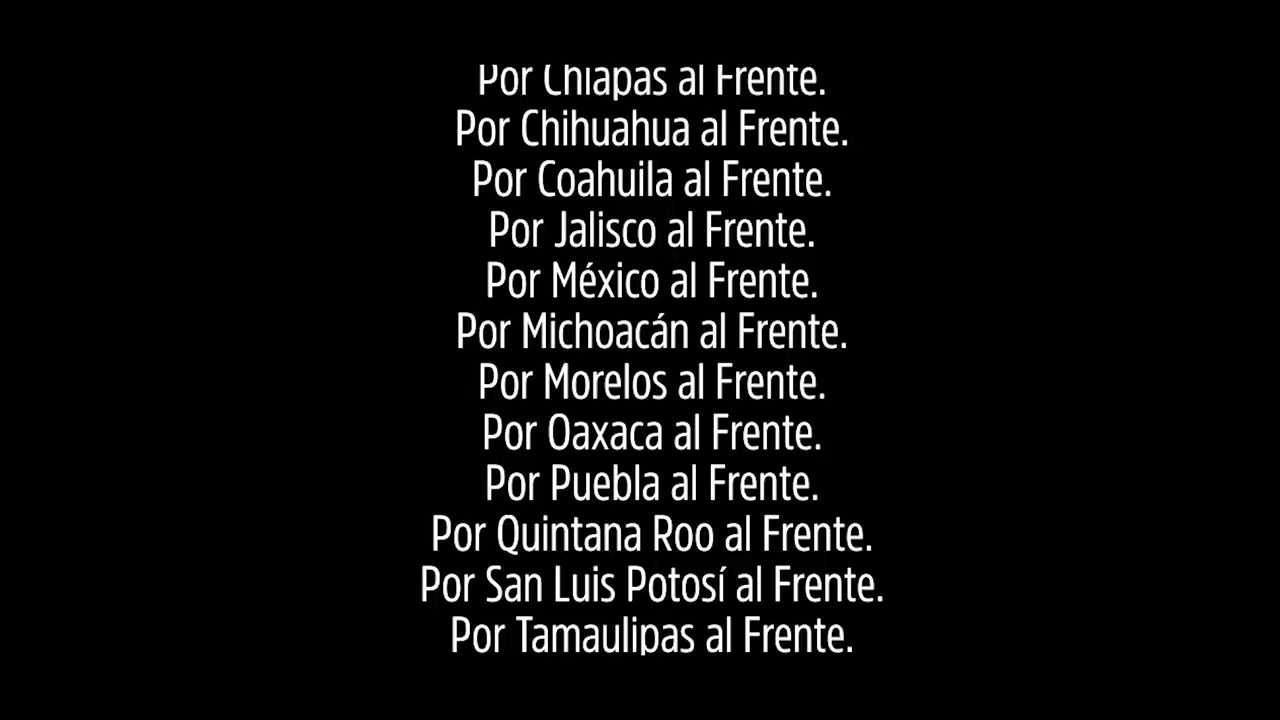 Por Chiapas al Frente.
Por Chihuahua al Frente.
Por Coahuila al Frente.
Por Jalisco al Frente.
Por México al Frente.
Por Michoacán al Frente.
Por Morelos al Frente.
Por Oaxaca al Frente.
Por Puebla al Frente.
Por Quintana Roo al Frente.
Por San Luis Potosí al Frente.
Por Tamaulipas al Frente.